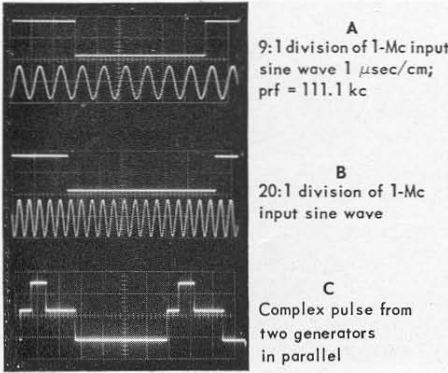 A
9:1 division of 1-Mc input
sine wave 1 μsec/cm;
prf = 111.1 kc
B
20:1 division of 1-Mc
input sine wave
C
Complex pulse from
two generators
in parallel